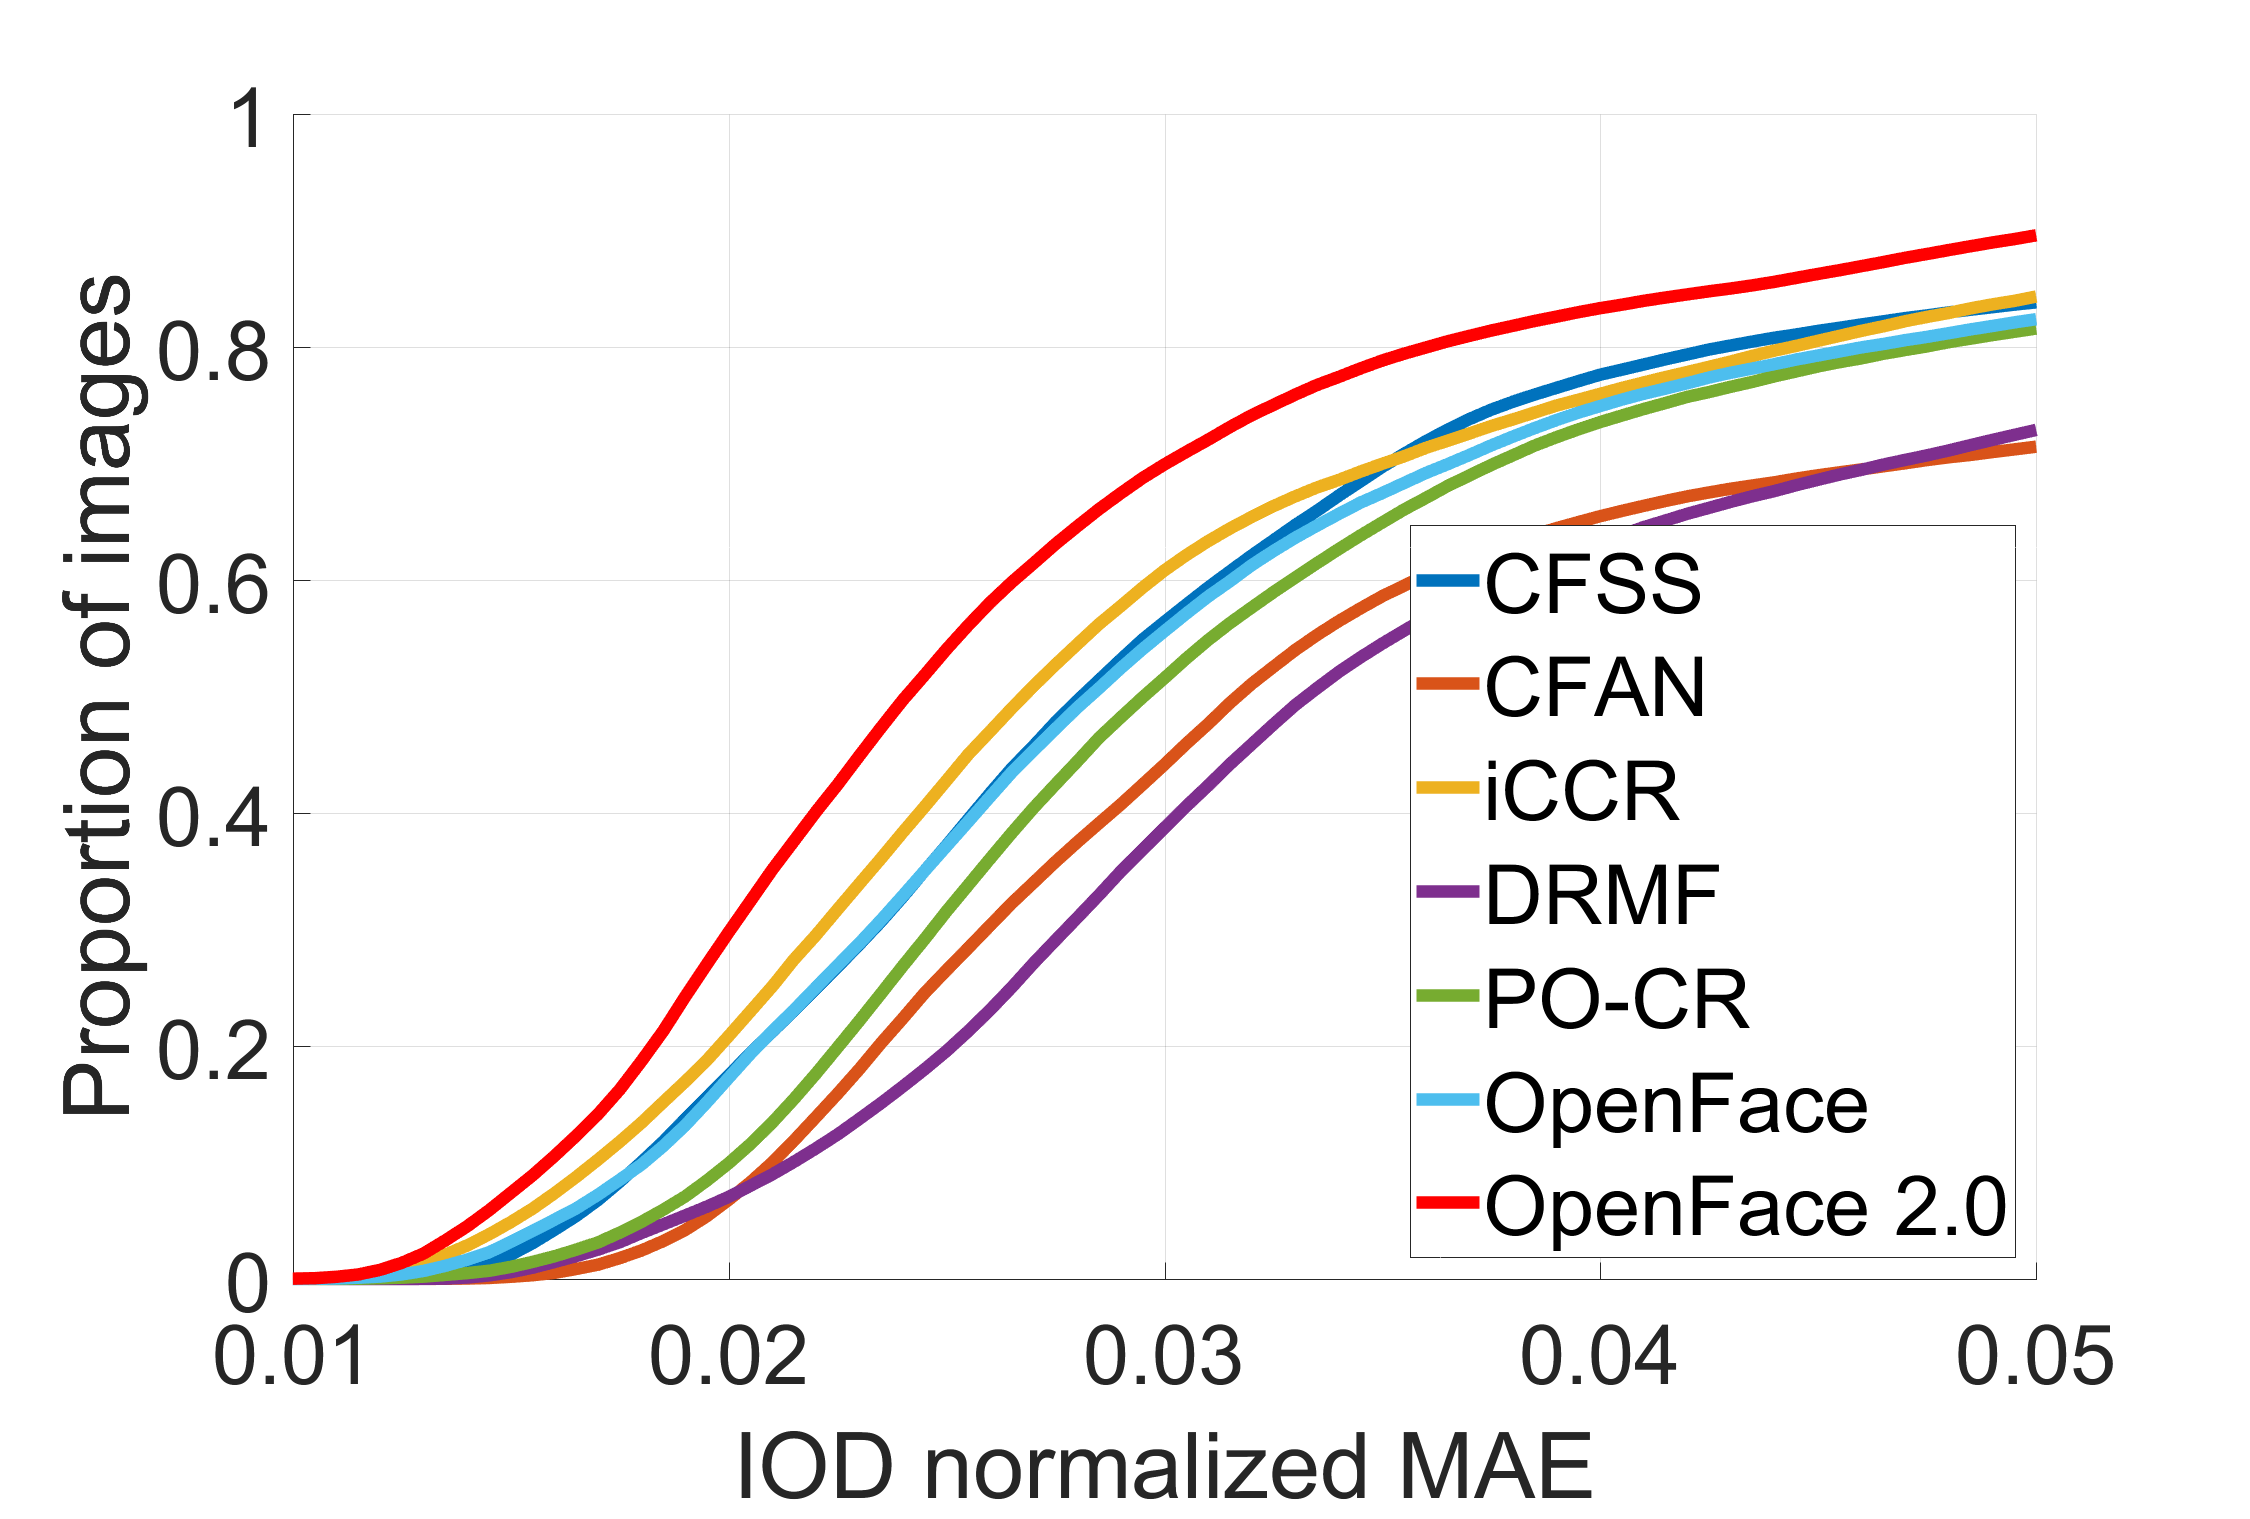 Proportion of images
1
0.8
0.6
0.4
0.2
0
0.01 0.02 0.03 0.04 0.05
IOD normalized MAE
CFSS
CFAN
iCCR
DRMF
PO-CR
OpenFace
OpenFace 2.0